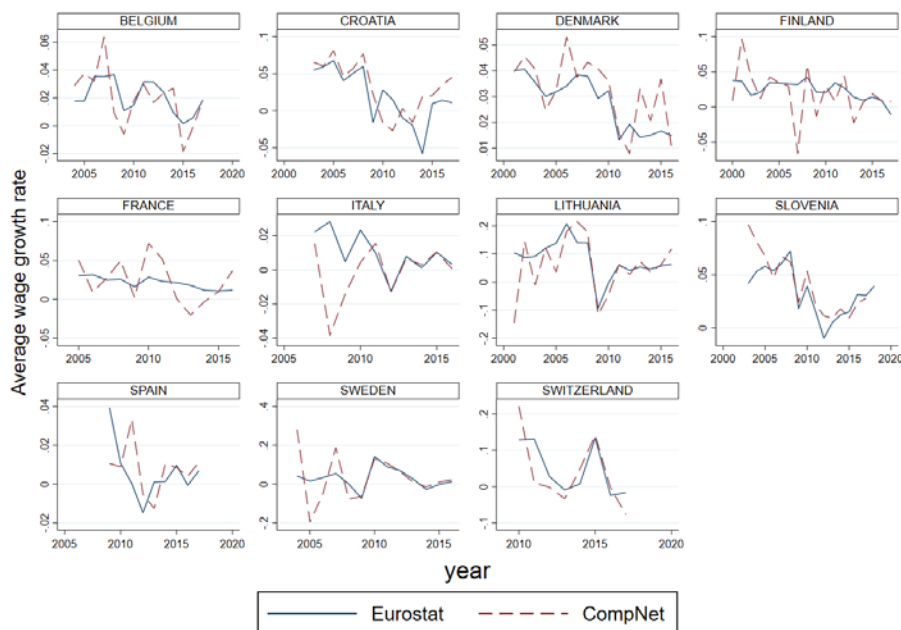 BELGIUM
-.02 0 .02 .04 .06
2005 2010 2015 2020
CROATIA
-.05 0 .05 .1
2000 2005 2010 2015
DENMARK
.01 .02 .03 .04 .05
2000 2005 2010 2015
FINLAND
-.05 0 .05 .1
2000 2005 2010 2015
FRANCE
-.05 0 .05 .1
2005 2010 2015
ITALY
-.04 -.02 0 .02
2005 2010 2015
LITHUANIA
-.2 -.1 0 .1 .2
2000 2005 2010 2015
SLOVENIA
0 .05 .1
2000 2005 2010 2015 2020
SPAIN
-.02 0 .02 .04
2005 2010 2015 2020
SWEDEN
-.2 0 .2 .4
2005 2010 2015
SWITZERLAND
-.1 0 .1 .2
2010 2015 2020
Average wage growth rate
year
Eurostat CompNet